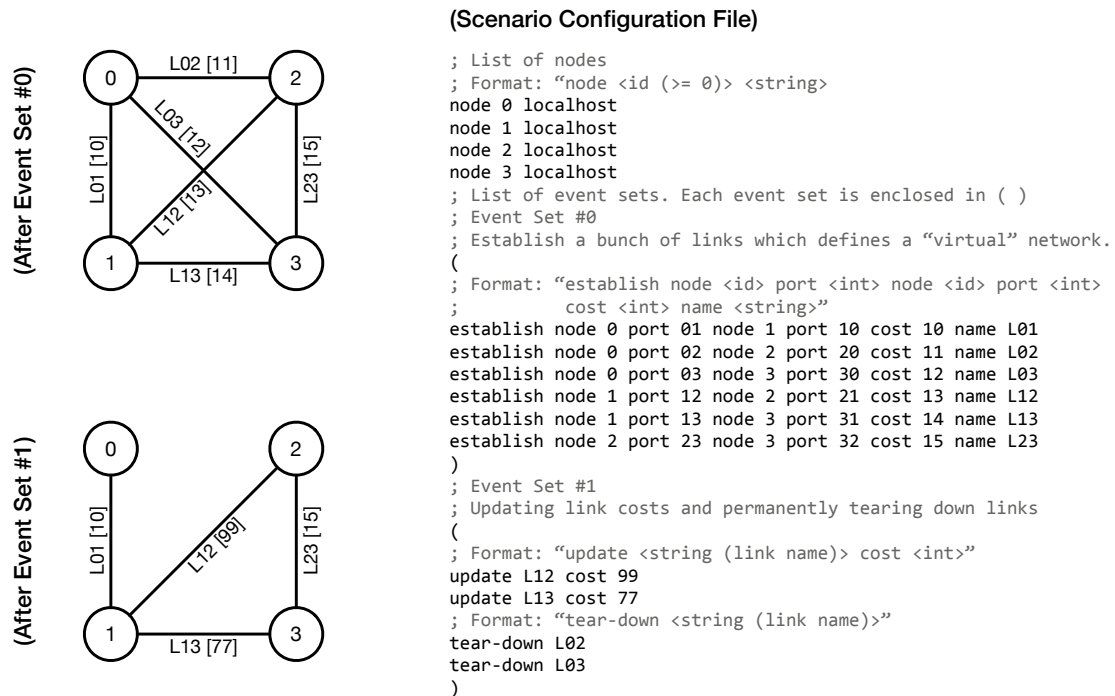 (After Event Set #0)
0
2
1
3
L02 [11]
L03 [12]
L01 [10]
L12 [13]
L23 [15]
L13 [14]
(After Event Set #1)
0
2
1
3
L01 [10]
L12 [99]
L23 [15]
L13 [77]
(Scenario Configuration File)
; List of nodes
; Format: “node <id (>= 0)> <string>
node 0 localhost
node 1 localhost
node 2 localhost
node 3 localhost
; List of event sets. Each event set is enclosed in ( )
; Event Set #0
; Establish a bunch of links which defines a “virtual” network.
(
; Format: “establish node <id> port <int> node <id> port <int>
;          cost <int> name <string>”
establish node 0 port 01 node 1 port 10 cost 10 name L01
establish node 0 port 02 node 2 port 20 cost 11 name L02
establish node 0 port 03 node 3 port 30 cost 12 name L03
establish node 1 port 12 node 2 port 21 cost 13 name L12
establish node 1 port 13 node 3 port 31 cost 14 name L13
establish node 2 port 23 node 3 port 32 cost 15 name L23
)
; Event Set #1
; Updating link costs and permanently tearing down links
(
; Format: “update <string (link name)> cost <int>”
update L12 cost 99
update L13 cost 77
; Format: “tear-down <string (link name)>”
tear-down L02
tear-down L03
)